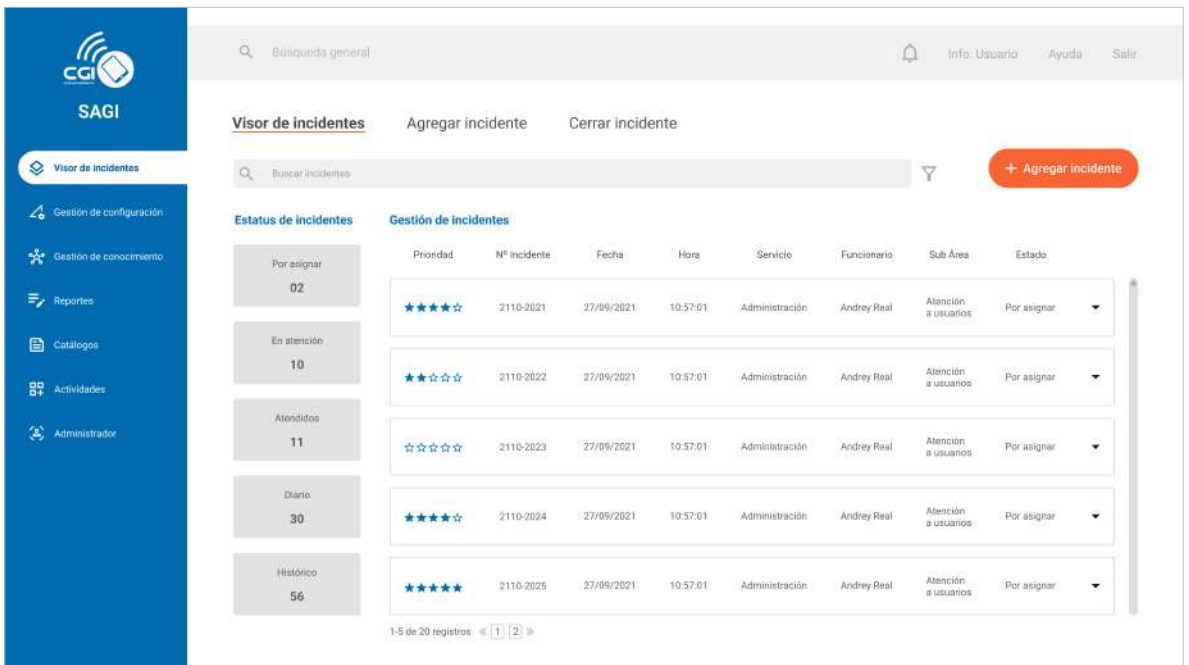 CGI
SAGI
Visor de incidentes
Gestión de configuración
Gestión de conocimiento
Reportes
Catálogos
Actividades
Administrador
Búsqueda general
Info. Usuario Ayuda Salir
Visor de incidentes Agregar incidente Cerrar incidente
Buscar incidentes
+ Agregar incidente
Estatus de incidentes
Por asignar
02
En atención
10
Atendidos
11
Diario
30
Histórico
56
Gestión de incidentes
Prioridad Nº Incidente Fecha Hora Servicio Funcionario Sub Área Estado
2110-2021 27/09/2021 10:57:01 Administración Andrey Real Atención a usuarios Por asignar
2110-2022 27/09/2021 10:57:01 Administración Andrey Real Atención a usuarios Por asignar
2110-2023 27/09/2021 10:57:01 Administración Andrey Real Atención a usuarios Por asignar
2110-2024 27/09/2021 10:57:01 Administración Andrey Real Atención a usuarios Por asignar
2110-2025 27/09/2021 10:57:01 Administración Andrey Real Atención a usuarios Por asignar
1-5 de 20 registros « 1 2 »